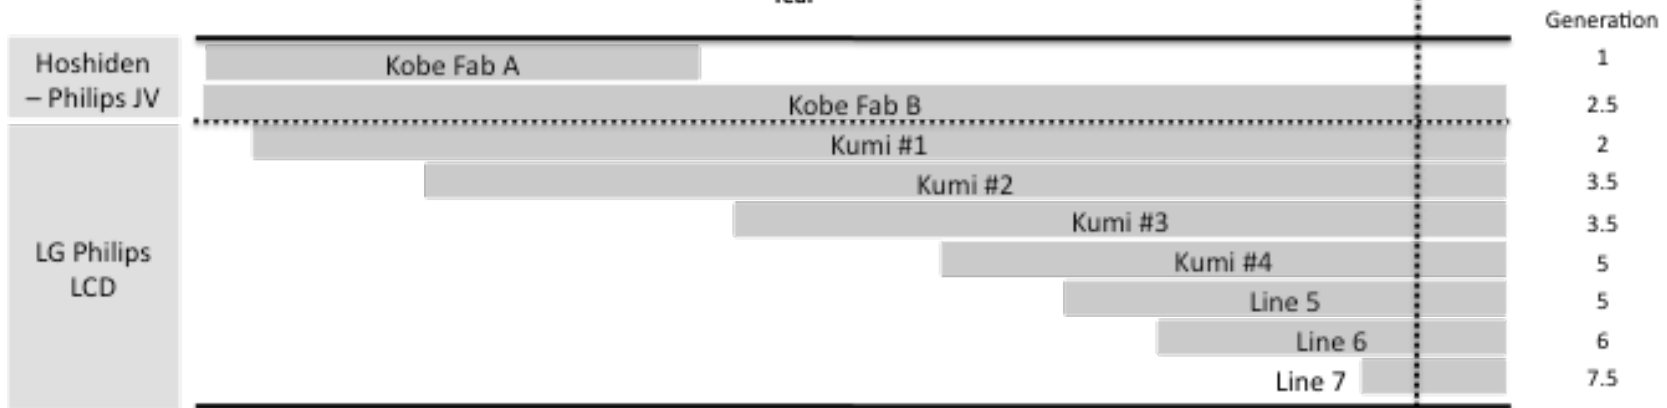 Generation
Hoshiden
– Philips JV
Kobe Fab A
1
Kobe Fab B
2.5
LG Philips
LCD
Kumi #1
2
Kumi #2
3.5
Kumi #3
3.5
Kumi #4
5
Line 5
5
Line 6
6
Line 7
7.5